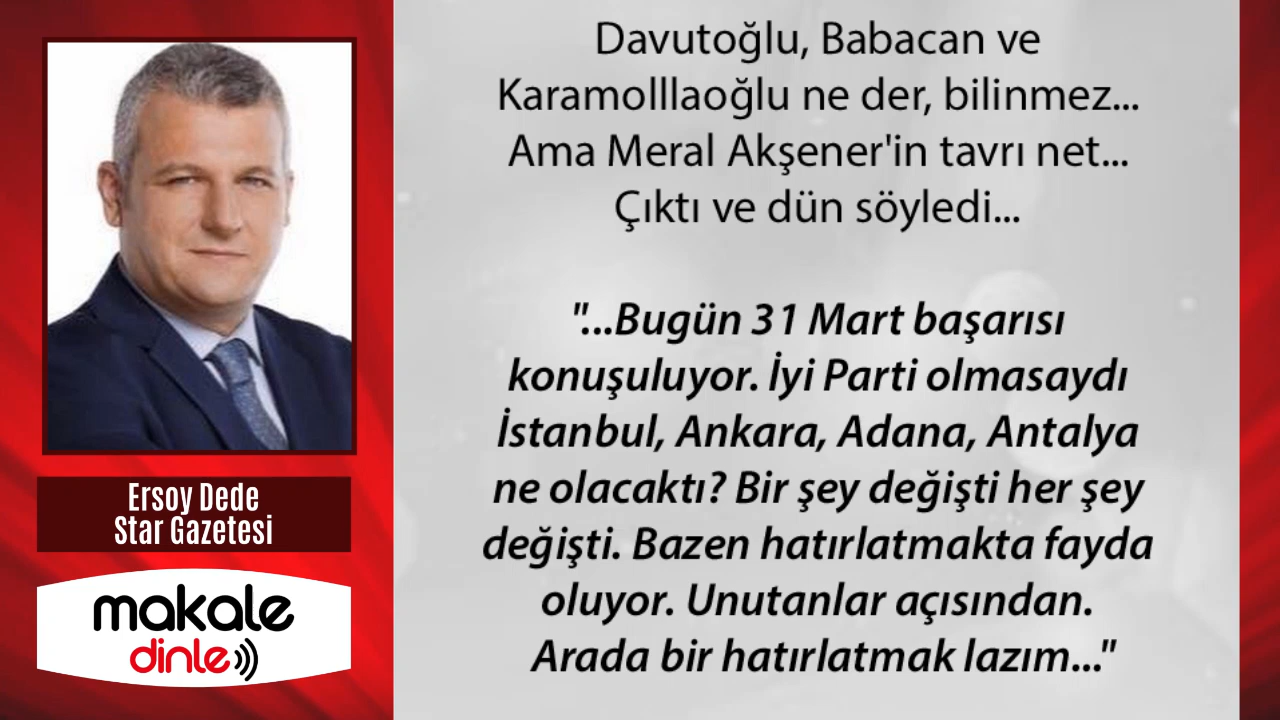 Davutoğlu, Babacan ve
Karamolllaoğlu ne der, bilinmez...
Ama Meral Akşener'in tavrı net...
Çıktı ve dün söyledi...
"...Bugün 31 Mart başarısı
konuşuluyor. İyi Parti olmasaydı
İstanbul, Ankara, Adana, Antalya
ne olacaktı? Bir şey değişti her şey
değişti. Bazen hatırlatmakta fayda
oluyor. Unutanlar açısından.
Arada bir hatırlatmak lazım..."
Ersoy Dede
Star Gazetesi
makale
dinle